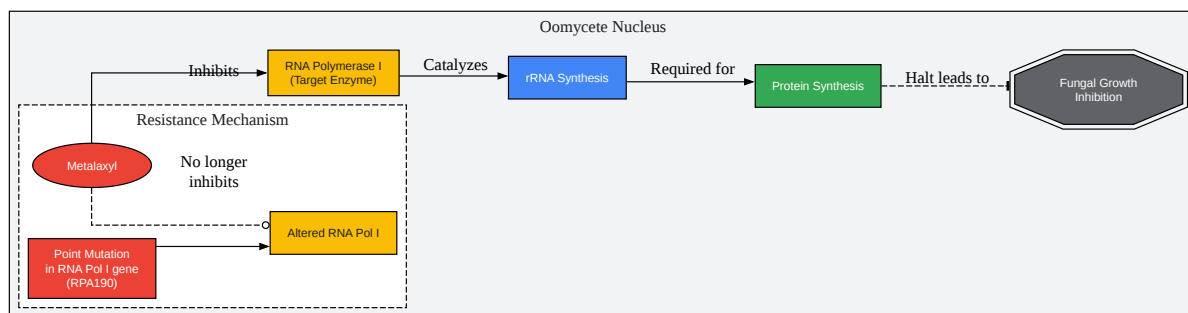 Oomycete Nucleus
Inhibits
RNA Polymerase I
(Target Enzyme)
Catalyzes
rRNA Synthesis
Required for
Protein Synthesis
Halt leads to
Fungal Growth
Inhibition
Resistance Mechanism
Metalaxyl
No longer
inhibits
Altered RNA Pol I
Point Mutation
in RNA Pol I gene
(RPA190)